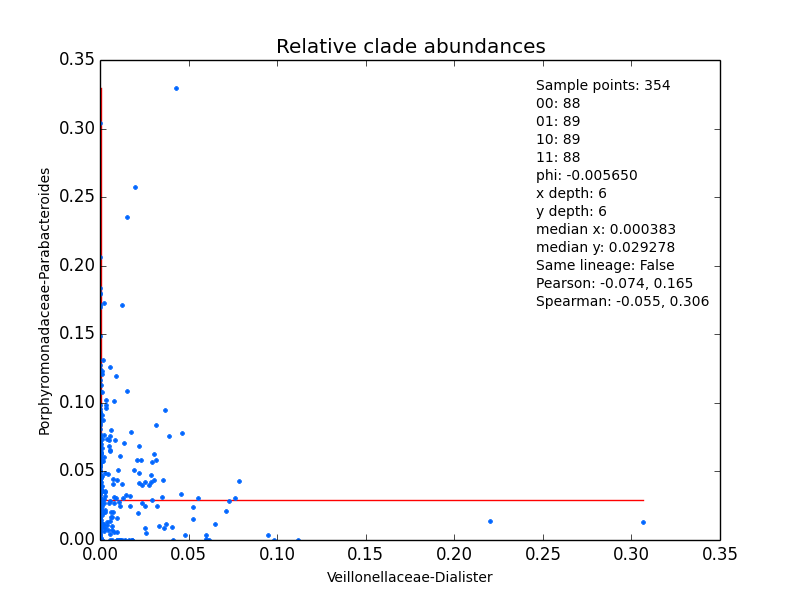 Relative clade abundances
0.35
0.30
0.25
0.20
0.15
0.10
0.05
0.00
Porphyromonadaceae-Parabacteroides
Sample points: 354
00: 88
01: 89
10: 89
11: 88
phi: -0.005650
x depth: 6
y depth: 6
median x: 0.000383
median y: 0.029278
Same lineage: False
Pearson: -0.074, 0.165
Spearman: -0.055, 0.306
0.00 0.05 0.10 0.15 0.20 0.25 0.30 0.35
Veillonellaceae-Dialister